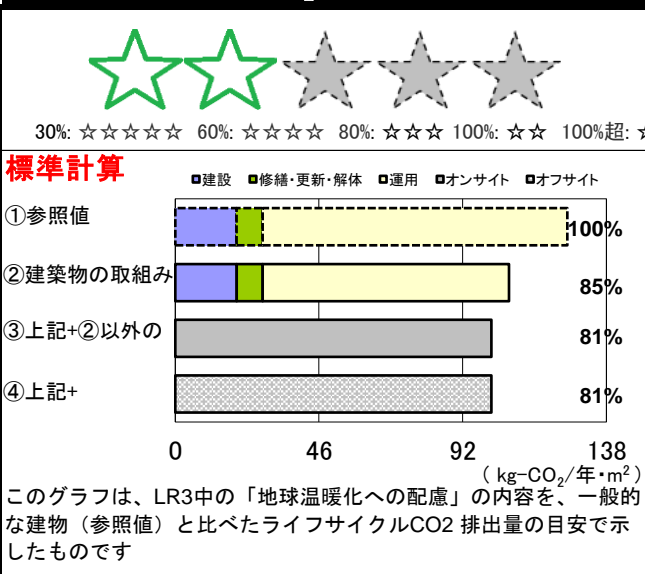 30%: ☆☆☆☆☆ 60%: ☆☆☆☆ 80%: ☆☆☆ 100%: ☆☆ 100%超: ☆
標準計算
建設 修繕・更新・解体 運用 オンサイト オフサイト
①参照値 100%
②建築物の取組み 85%
③上記+②以外の 81%
④上記+ 81%
0 46 92 138
（ kg-CO₂/年・m²）
このグラフは、LR3中の「地球温暖化への配慮」の内容を、一般的
な建物（参照値）と比べたライフサイクルCO2 排出量の目安で示
したものです